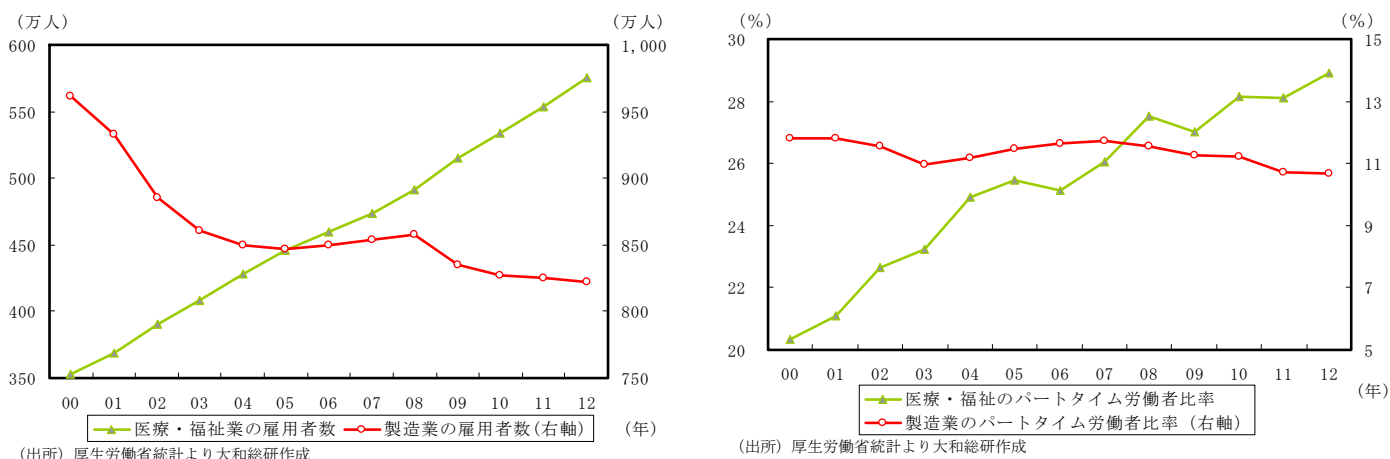 (万人) (万人)
600 1,000
550 950
500 900
450 850
400 800
350 750
00 01 02 03 04 05 06 07 08 09 10 11 12
医療・福祉業の雇用者数 製造業の雇用者数(右軸) (年)
(出所) 厚生労働省統計より大和総研作成
(%) (%)
30 15
28 13
26 11
24 9
22 7
20 5
00 01 02 03 04 05 06 07 08 09 10 11 12
(年)
医療・福祉のパートタイム労働者比率
製造業のパートタイム労働者比率 (右軸)
(出所) 厚生労働省統計より大和総研作成